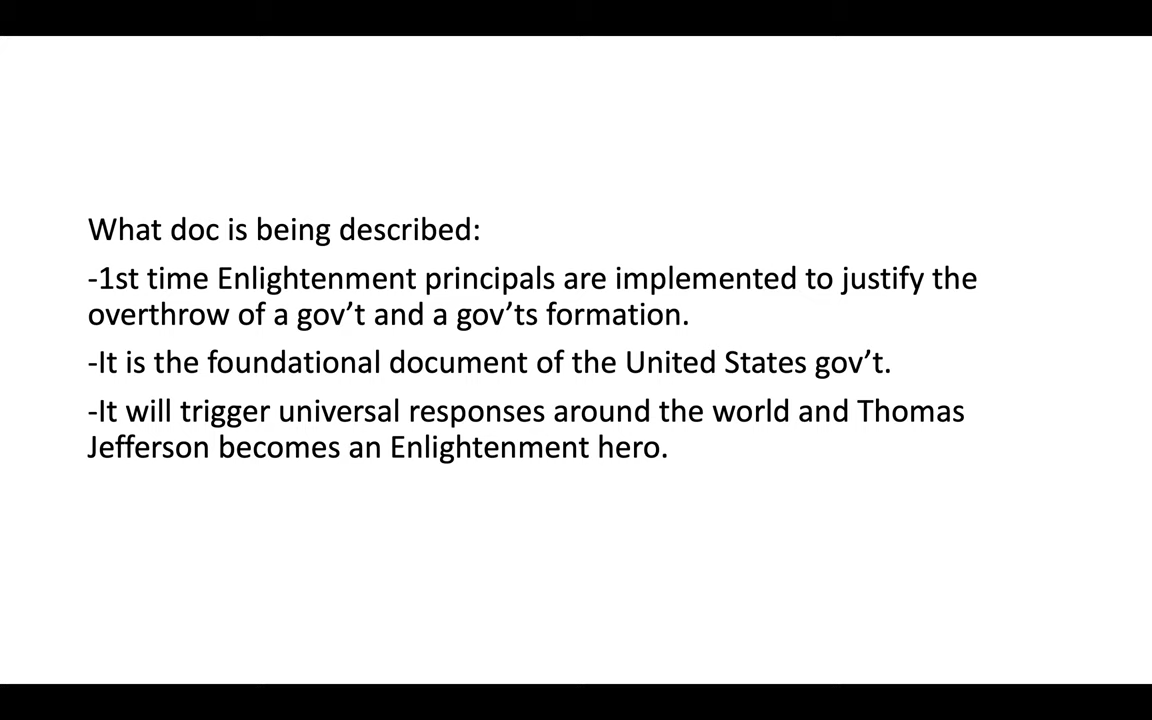 What doc is being described:
-1st time Enlightenment principals are implemented to justify the
overthrow of a gov’t and a gov’ts formation.
-It is the foundational document of the United States gov’t.
-It will trigger universal responses around the world and Thomas
Jefferson becomes an Enlightenment hero.